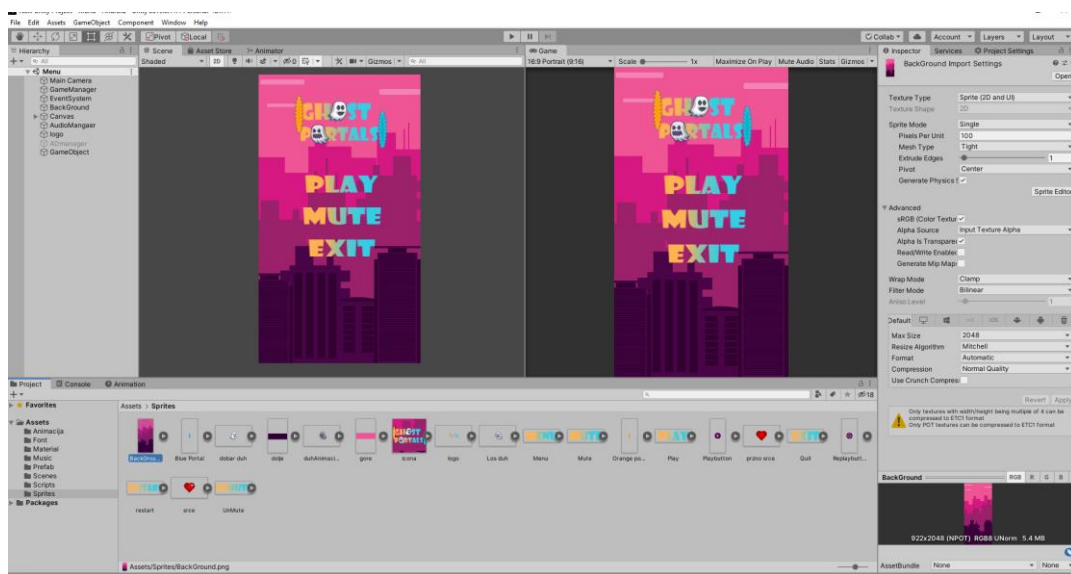 File Edit Assets GameObject Component Window Help
Pivot Local Collab Account Layers Layout
Hierarchy
All
Menu
Main Camera
GameManager
EventSystem
BackGround
Canvas
AudioMangaer
logo
ADmanager
GameObject
Scene Asset Store Animator
Shaded 2D 0 Gizmos All
GHOST
PORTALS
PLAY
MUTE
EXIT
Game
16:9 Portrait (9:16) Scale 1x Maximize On Play Mute Audio Stats Gizmos
GHOST
PORTALS
PLAY
MUTE
EXIT
Inspector Services Project Settings
BackGround Import Settings
Open
Texture Type Sprite (2D and UI)
Texture Shape 2D
Sprite Mode Single
Pixels Per Unit 100
Mesh Type Tight
Extrude Edges 1
Pivot Center
Generate Physics S
Sprite Editor
Advanced
sRGB (Color Textur
Alpha Source Input Texture Alpha
Alpha Is Transparen
Read/Write Enabled
Generate Mip Maps
Wrap Mode Clamp
Filter Mode Bilinear
Aniso Level 1
Default
Max Size 2048
Resize Algorithm Mitchell
Format Automatic
Compression Normal Quality
Use Crunch Compres
Revert Apply
Only textures with width/height being multiple of 4 can be
compressed to ETC1 format
Only POT textures can be compressed to ETC1 format
Project Console Animation
18
Favorites
Assets
Animacija
Font
Material
Music
Prefab
Scenes
Scripts
Sprites
Packages
Assets > Sprites
BackGrou... Blue Portal dobar duh dolje duhAnimaci... gore icona logo Los duh Menu Mute Orange po... Play Playbutton przno srce Quit Replaybutt...
restart srce UnMute
Assets/Sprites/BackGround.png
BackGround RGB R G B
922x2048 (NPOT) RGB8 UNorm 5.4 MB
AssetBundle None None